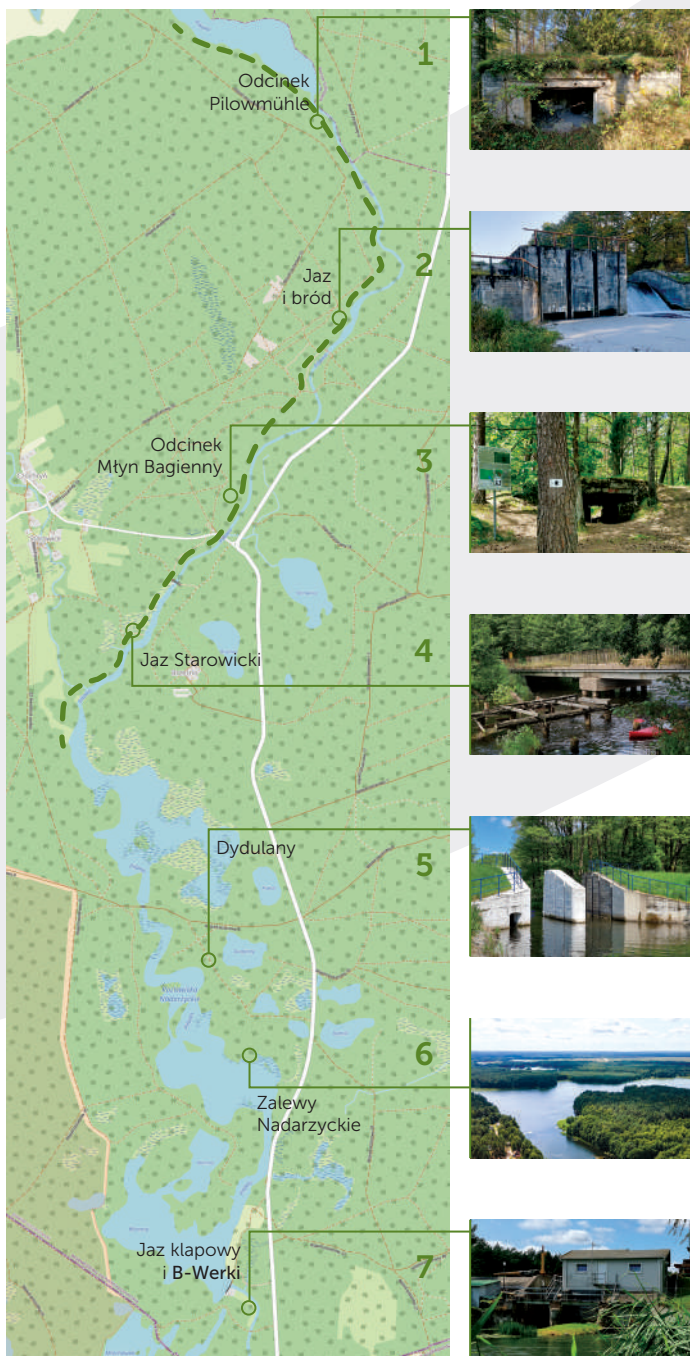 1
Odcinek
Pilowmühle
2
Jaz
i bród
Odcinek
Młyn Bagienny
3
Jaz Starowicki
4
Dydulany
5
6
Zalewy
Nadarzyckie
Jaz klapowy
i B-Werki
7